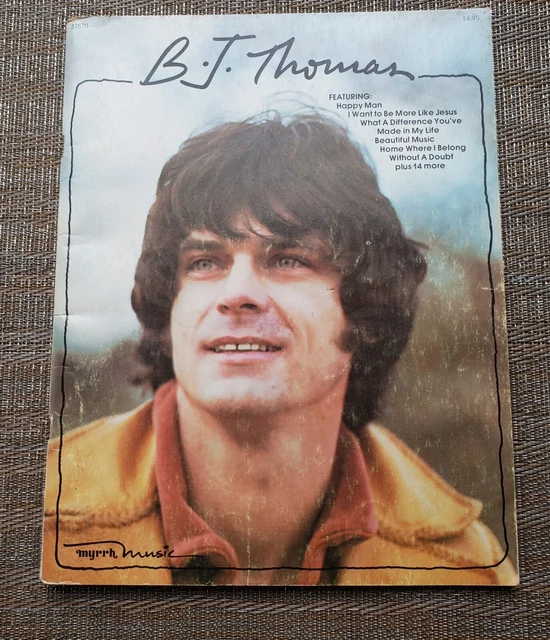 37670
$4.95
B.J. Thomas
FEATURING:
Happy Man
I Want to Be More Like Jesus
What A Difference You've
Made in My Life
Beautiful Music
Home Where I Belong
Without A Doubt
plus 14 more
myrrh music